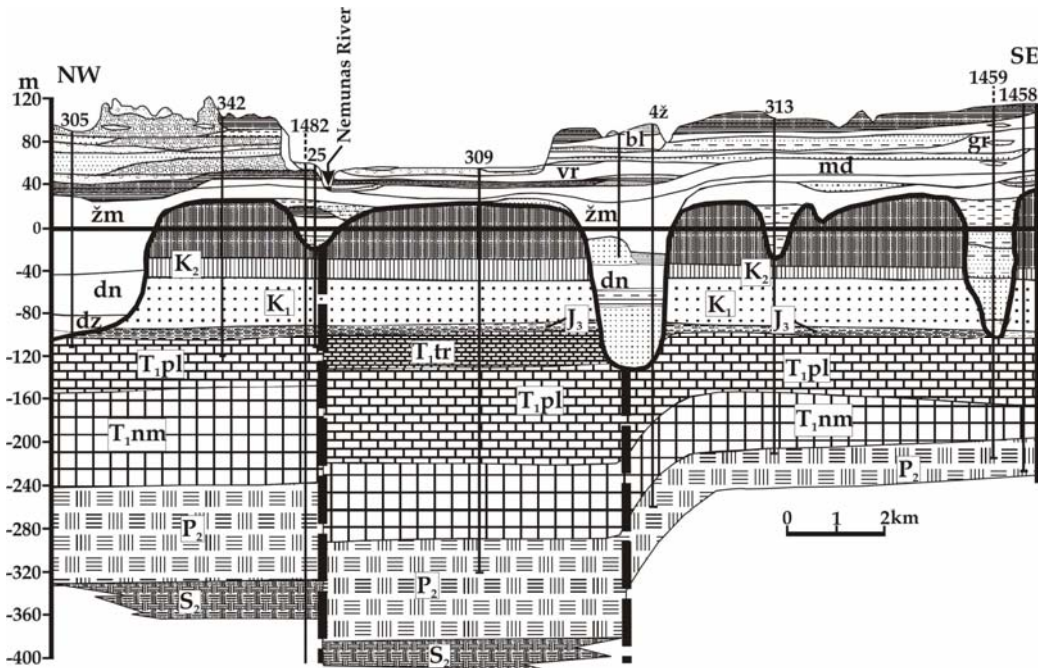 NW
SE
m
Nemunas River
120
80
40
0
-40
-80
-120
-160
-200
-240
-280
-320
-360
-400
305
342
1482
25
309
4ž
313
1459
1458
bl
vr
gr
md
žm
žm
dn
dn
dz
K₂
K₂
K₁
K₁
J₃
J₃
T₁tr
T₁pl
T₁pl
T₁pl
T₁nm
T₁nm
P₂
P₂
P₂
S₂
S₂
0 1 2km